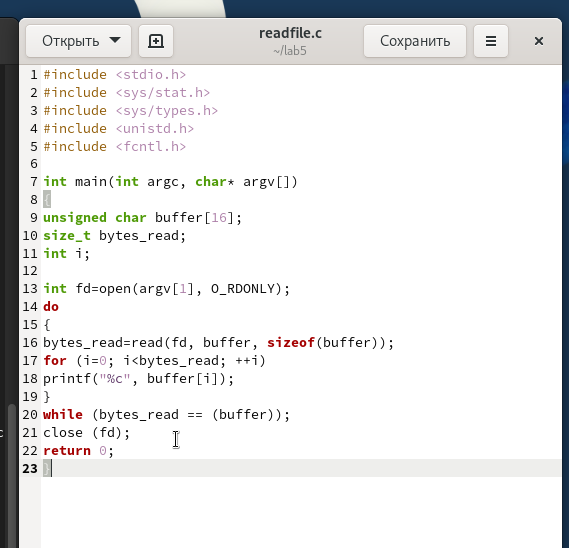 Открыть
readfile.c
~/lab5
Сохранить
1 #include <stdio.h>
2 #include <sys/stat.h>
3 #include <sys/types.h>
4 #include <unistd.h>
5 #include <fcntl.h>
6
7 int main(int argc, char* argv[])
8 {
9 unsigned char buffer[16];
10 size_t bytes_read;
11 int i;
12
13 int fd=open(argv[1], O_RDONLY);
14 do
15 {
16 bytes_read=read(fd, buffer, sizeof(buffer));
17 for (i=0; i<bytes_read; ++i)
18 printf("%c", buffer[i]);
19 }
20 while (bytes_read == (buffer));
21 close (fd);
22 return 0;
23 }
c